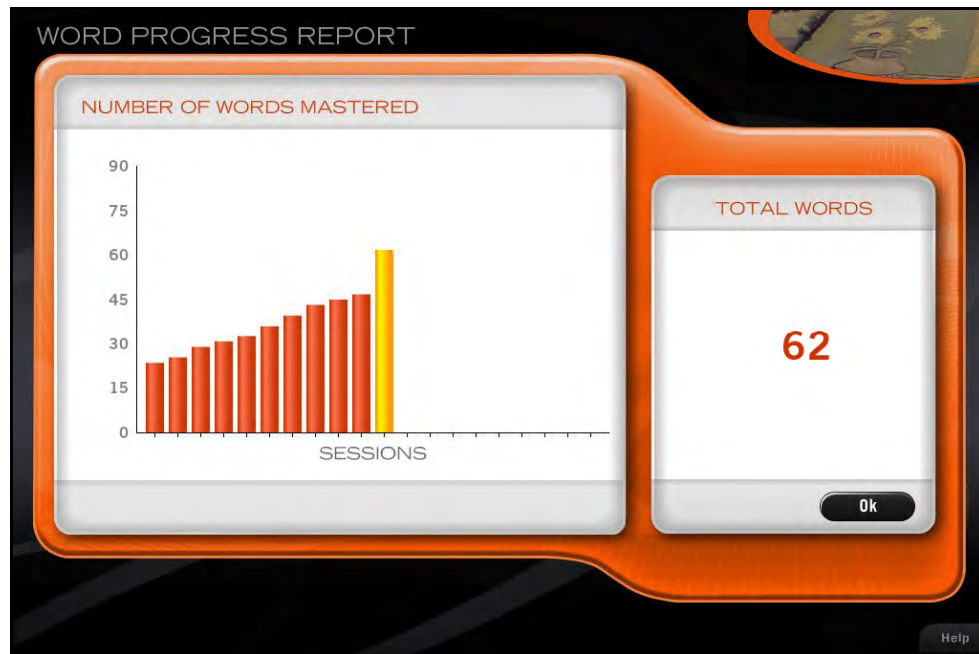 WORD PROGRESS REPORT
NUMBER OF WORDS MASTERED
90
75
60
45
30
15
0
SESSIONS
TOTAL WORDS
62
Ok
Help